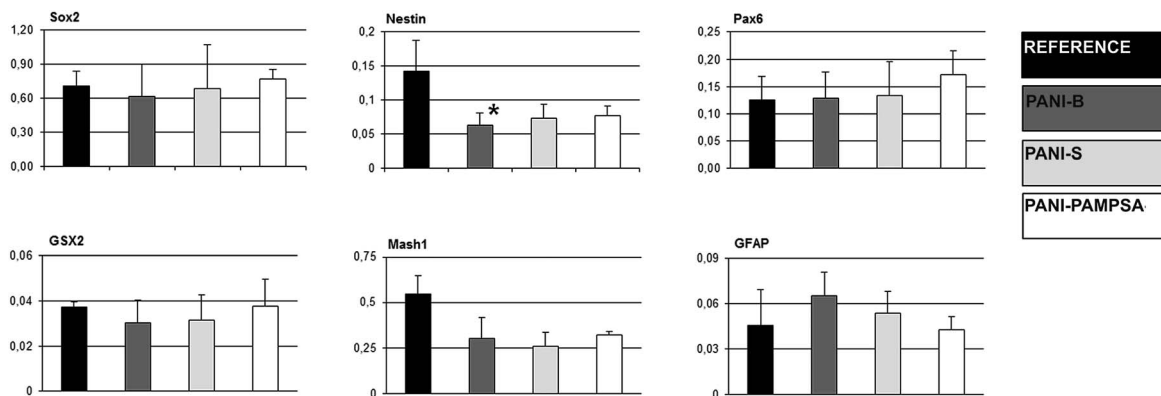 Sox2
1,20
0,90
0,60
0,30
0,00
Nestin
0,2
0,15
0,1
0,05
0
*
Pax6
0,25
0,20
0,15
0,10
0,05
0,00
REFERENCE
PANI-B
PANI-S
PANI-PAMPSA
GSX2
0,06
0,04
0,02
0
Mash1
0,75
0,5
0,25
0
GFAP
0,09
0,06
0,03
0